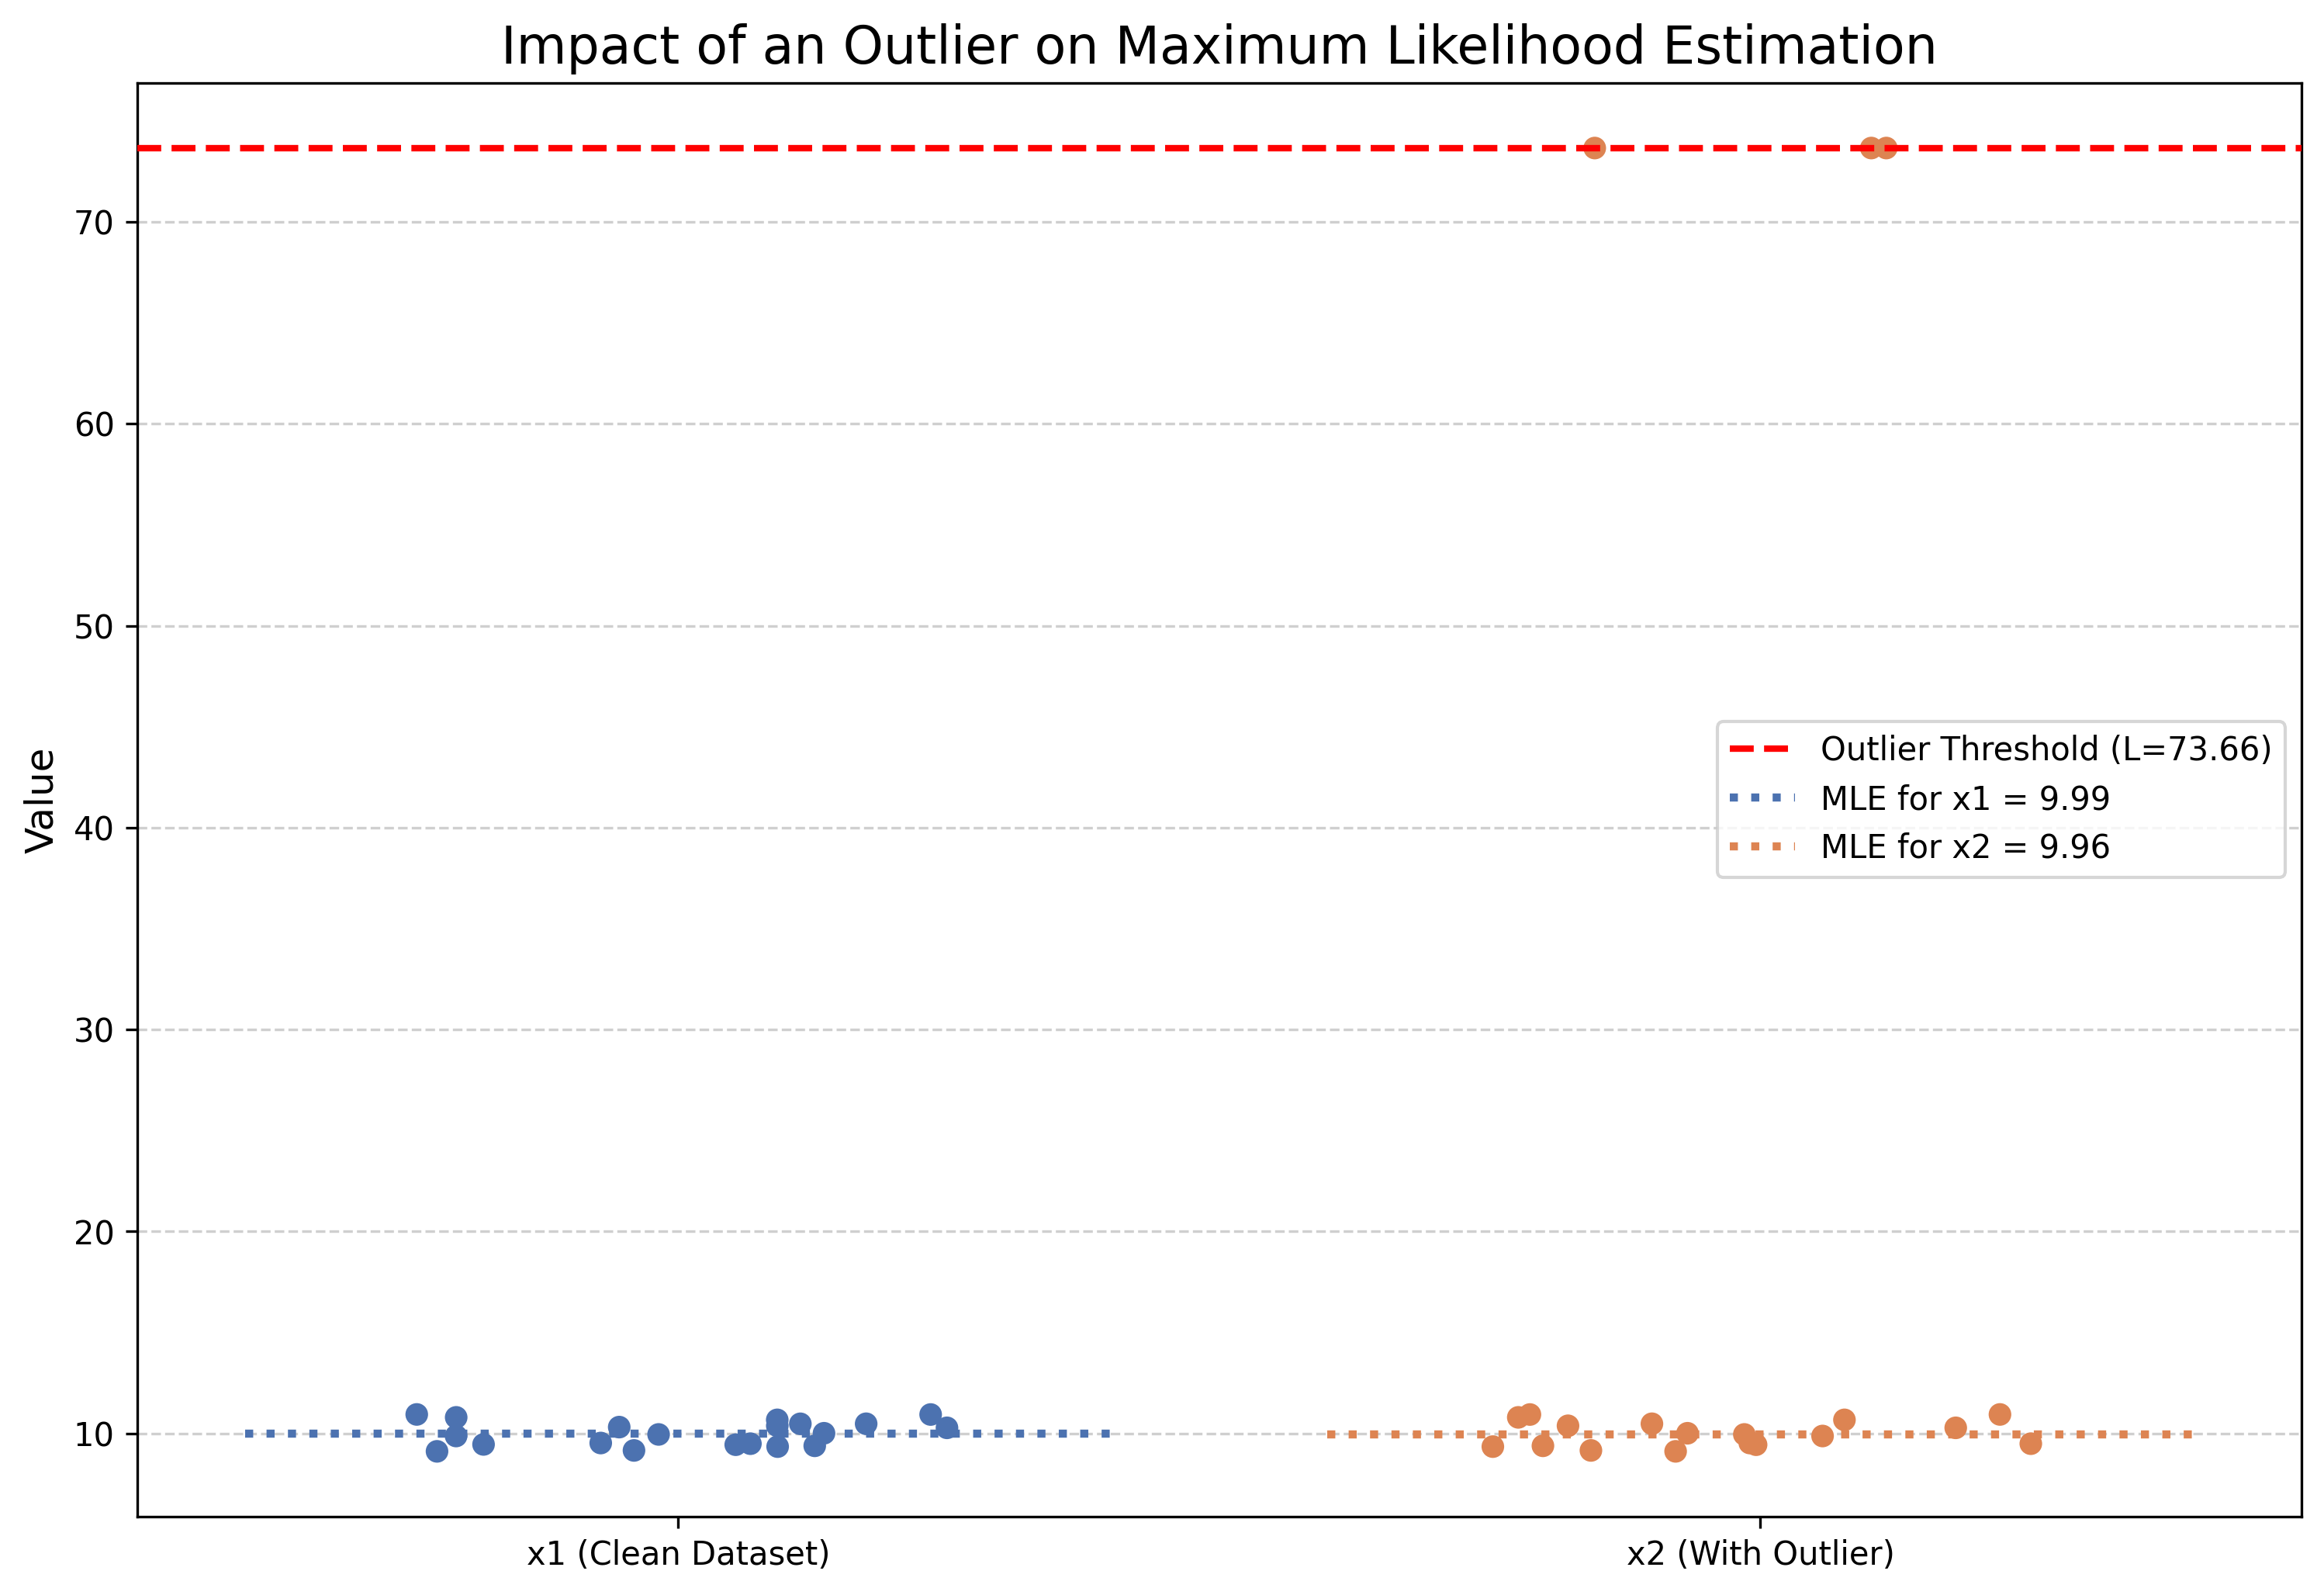 Impact of an Outlier on Maximum Likelihood Estimation
Value
70
60
50
40
30
20
10
Outlier Threshold (L=73.66)
MLE for x1 = 9.99
MLE for x2 = 9.96
x1 (Clean Dataset)
x2 (With Outlier)